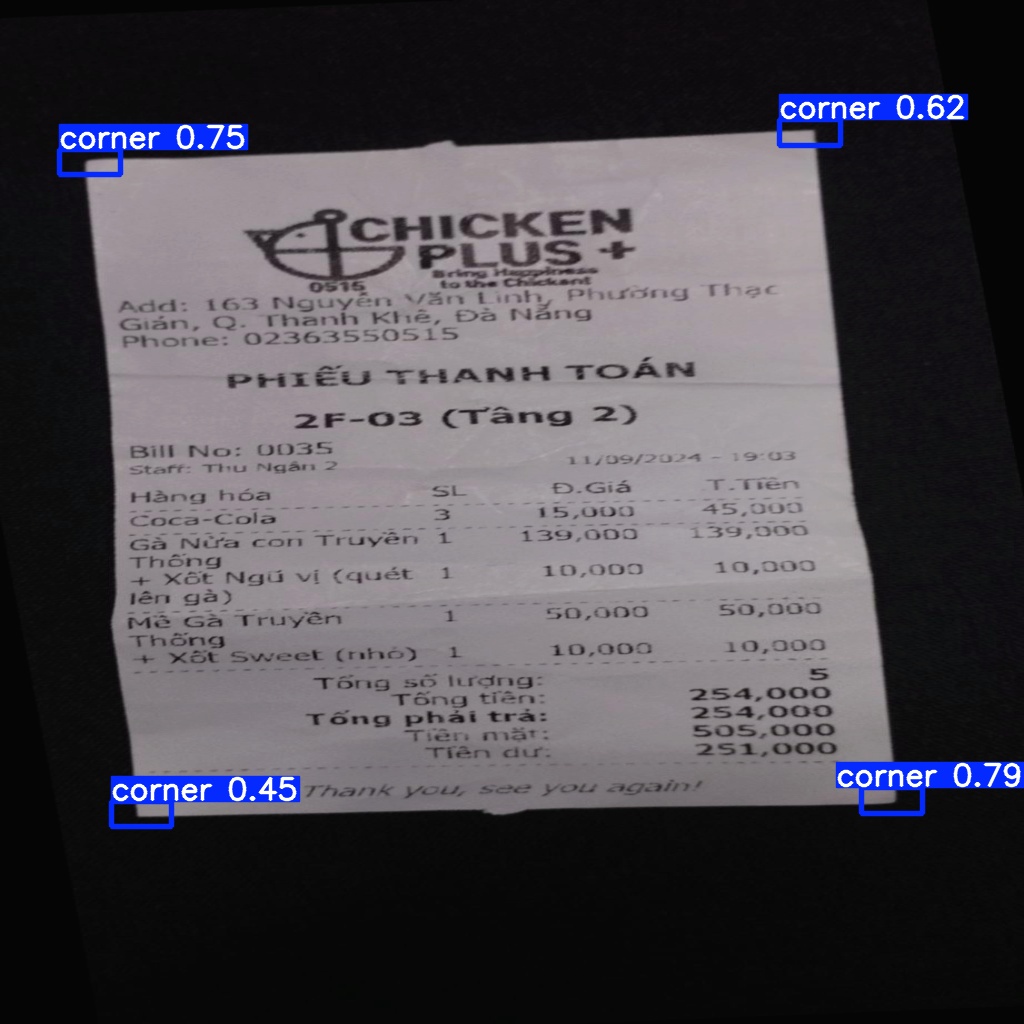 corner 0.75
corner 0.62
CHICKEN
PLUS +
Bring Happiness
to the Chickent
0515
Add: 163 Nguyễn Văn Linh, Phường Thạc
Gián, Q. Thanh Khê, Đà Nẵng
Phone: 02363550515
PHIẾU THANH TOÁN
2F-03 (Tầng 2)
Bill No: 0035
Staff: Thu Ngân 2 11/09/2024 - 19:03
Hàng hóa SL Đ.Giá T.Tiền
Coca-Cola 3 15,000 45,000
Gà Nửa con Truyền 1 139,000 139,000
Thống
+ Xốt Ngũ vị (quét 1 10,000 10,000
lên gà)
Mề Gà Truyền 1 50,000 50,000
Thống
+ Xốt Sweet (nhỏ) 1 10,000 10,000
Tổng số lượng: 5
Tổng tiền: 254,000
Tổng phải trả: 254,000
Tiền mặt: 505,000
Tiền dư: 251,000
Thank you, see you again!
corner 0.45
corner 0.79